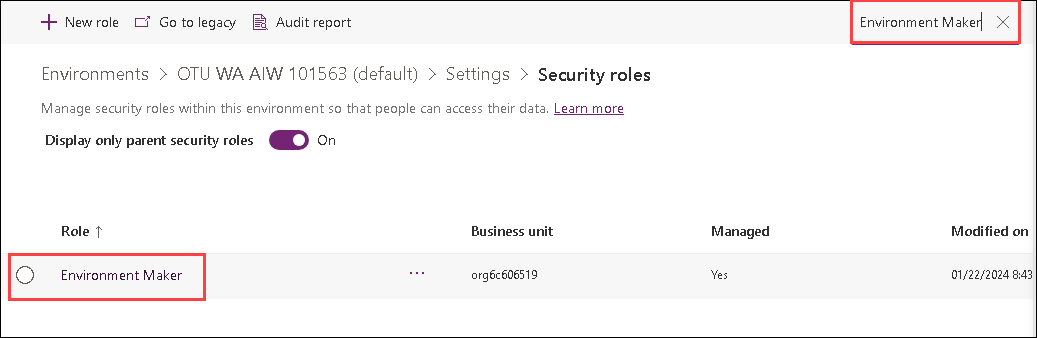 New role Go to legacy Audit report Environment Maker
Environments > OTU WA AIW 101563 (default) > Settings > Security roles
Manage security roles within this environment so that people can access their data. Learn more
Display only parent security roles On
Role ↑ Business unit Managed Modified on
Environment Maker ... org6c606519 Yes 01/22/2024 8:43